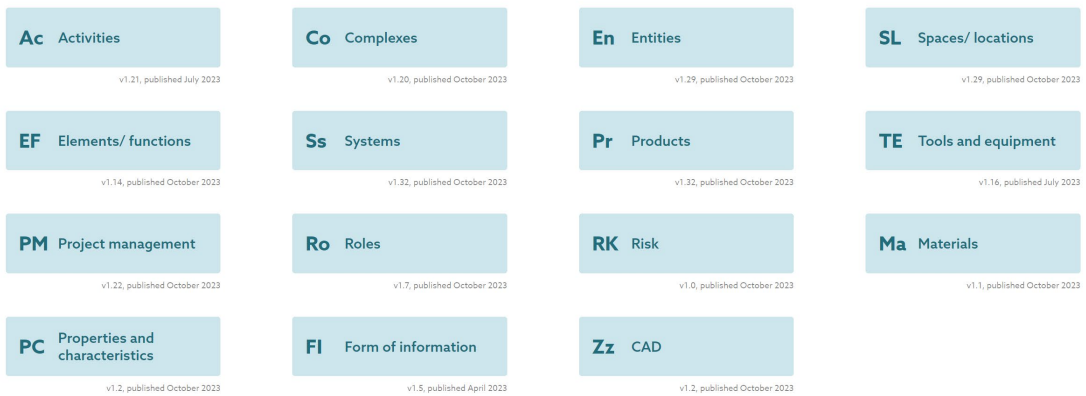 Ac Activities
Co Complexes
En Entities
SL Spaces/ locations
v1.21, published July 2023
v1.20, published October 2023
v1.29, published October 2023
v1.29, published October 2023
EF Elements/ functions
Ss Systems
Pr Products
TE Tools and equipment
v1.14, published October 2023
v1.32, published October 2023
v1.32, published October 2023
v1.16, published July 2023
PM Project management
Ro Roles
RK Risk
Ma Materials
v1.22, published October 2023
v1.7, published October 2023
v1.0, published October 2023
v1.1, published October 2023
PC Properties and
characteristics
FI Form of information
Zz CAD
v1.2, published October 2023
v1.5, published April 2023
v1.2, published October 2023